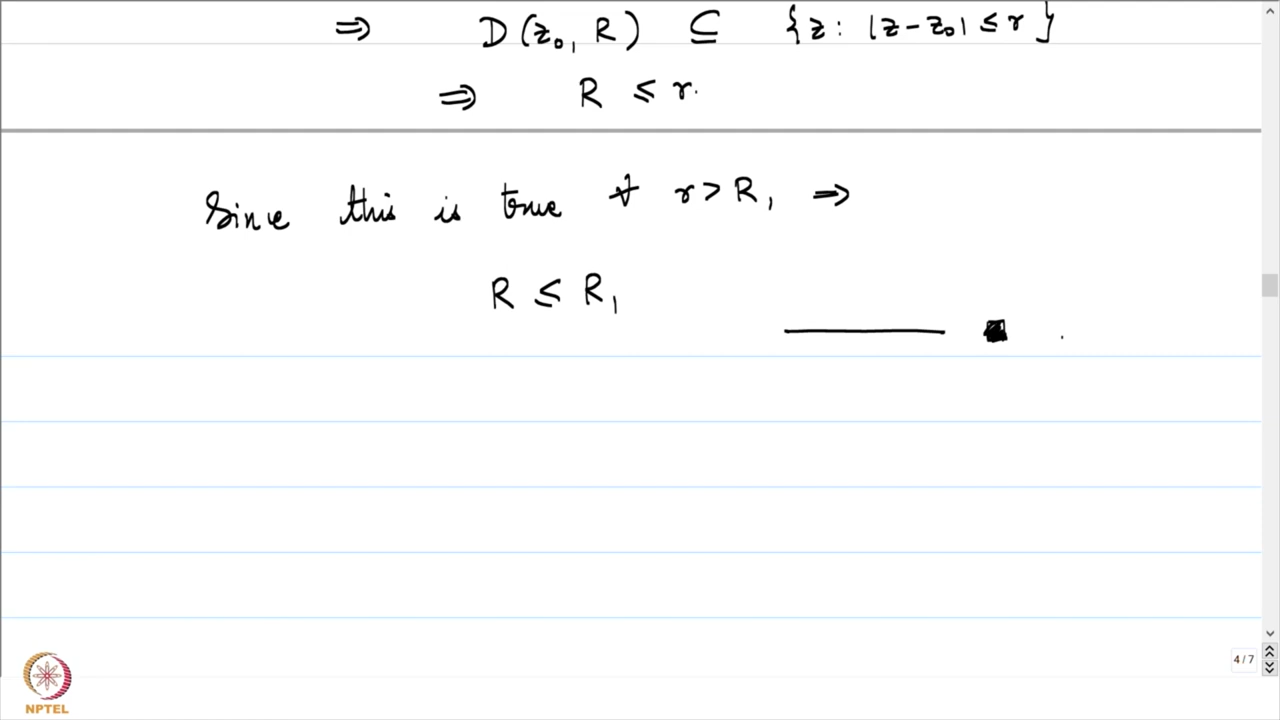 ⇒ D(z₀, R) ⊆ {z : |z - z₀| ≤ r}
⇒ R ≤ r.
Since this is true ∀ r > R₁ ⇒
R ≤ R₁
4 / 7
NPTEL